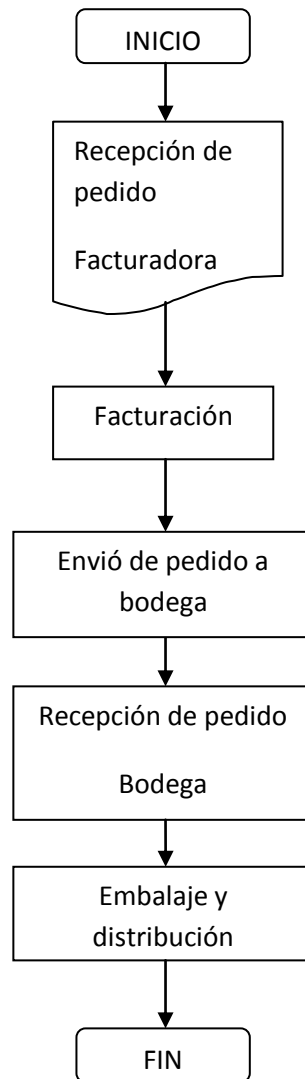 INICIO
Recepción de
pedido
Facturadora
Facturación
Envió de pedido a
bodega
Recepción de pedido
Bodega
Embalaje y
distribución
FIN